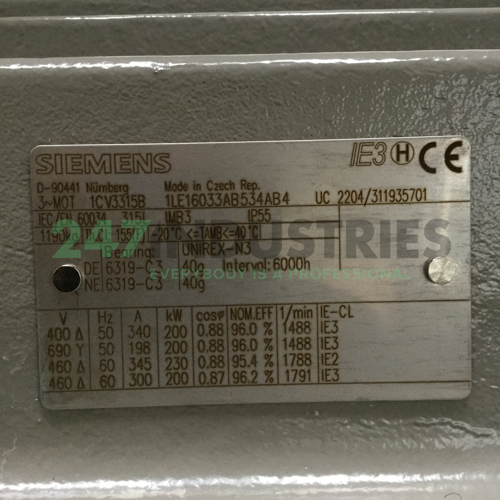 SIEMENS IE3 H CE
D-90441 Nürnberg Made in Czech Rep.
3~MOT 1CV3315B 1LE16033AB534AB4 UC 2204/311935701
IEC/EN 60034 315L IMB3 IP55
1190kg 155(F) -20°C <=TAMB<=40°C
Bearing: UNIREX-N3
DE 6319-C3 40g Interval: 6000h
NE 6319-C3 40g
V Hz A kW cosφ NOM.EFF 1/min IE-CL
400 Δ 50 340 200 0.88 96.0 % 1488 IE3
690 Y 50 198 200 0.88 96.0 % 1488 IE3
460 Δ 60 345 230 0.88 95.4 % 1788 IE2
460 Δ 60 300 200 0.87 96.2 % 1791 IE3
247 INDUSTRIES
EVERYBODY IS A PROFESSIONAL